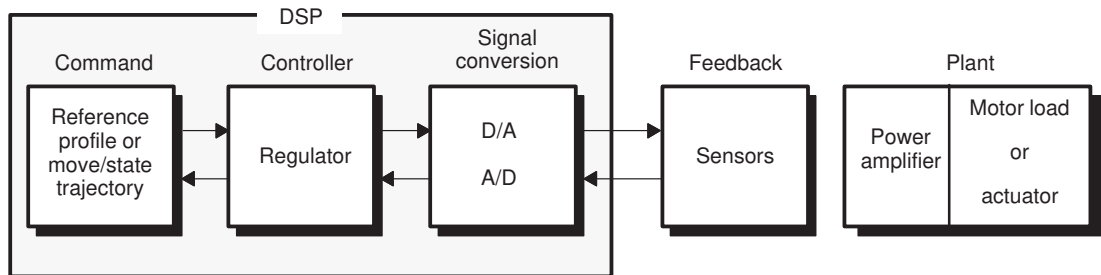 DSP
Command
Controller
Signal
conversion
Feedback
Plant
Reference
profile or
move/state
trajectory
Regulator
D/A
A/D
Sensors
Power
amplifier
Motor load
or
actuator